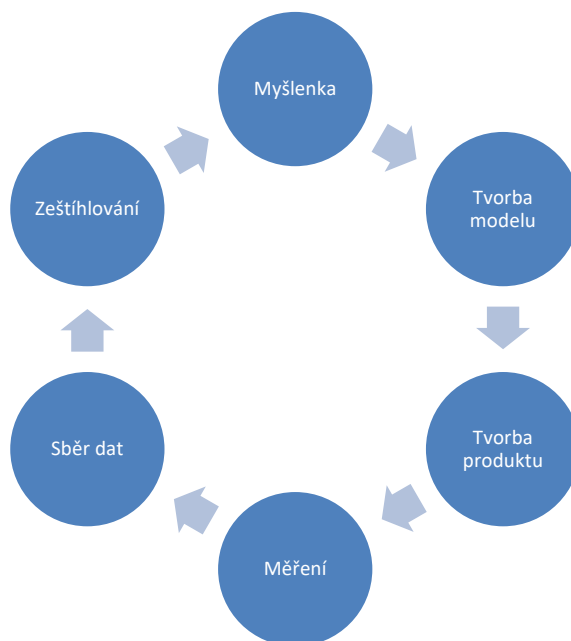 Myšlenka
Tvorba
modelu
Tvorba
produktu
Měření
Sběr dat
Zeštíhlování